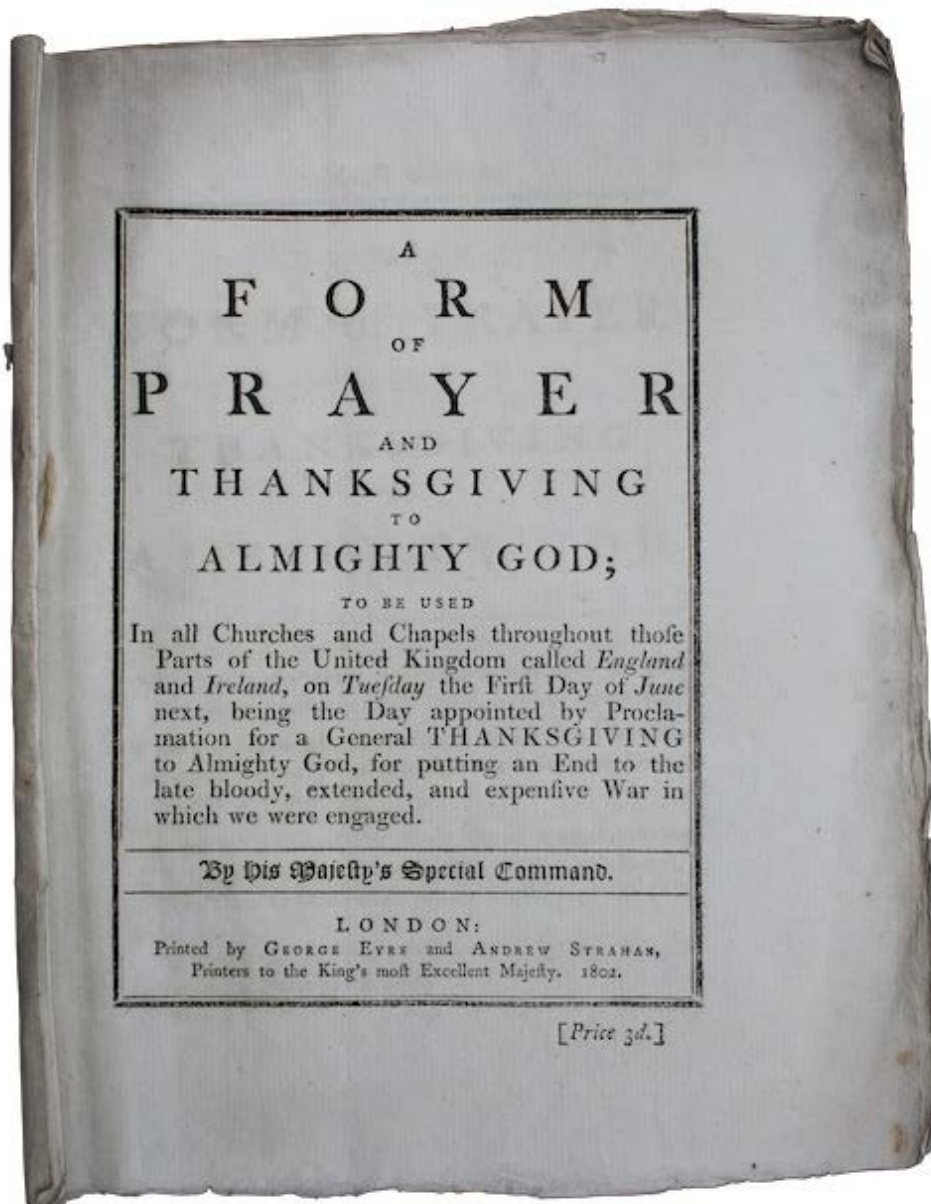 A
FORM
OF
PRAYER
AND
THANKSGIVING
TO
ALMIGHTY GOD;
TO BE USED
In all Churches and Chapels throughout thoſe
Parts of the United Kingdom called England
and Ireland, on Tueſday the Firſt Day of June
next, being the Day appointed by Procla-
mation for a General THANKSGIVING
to Almighty God, for putting an End to the
late bloody, extended, and expenſive War in
which we were engaged.
By His Majeſty's Special Command.
LONDON:
Printed by GEORGE EYRE and ANDREW STRAHAN,
Printers to the King's moſt Excellent Majeſty. 1802.
[Price 3d.]